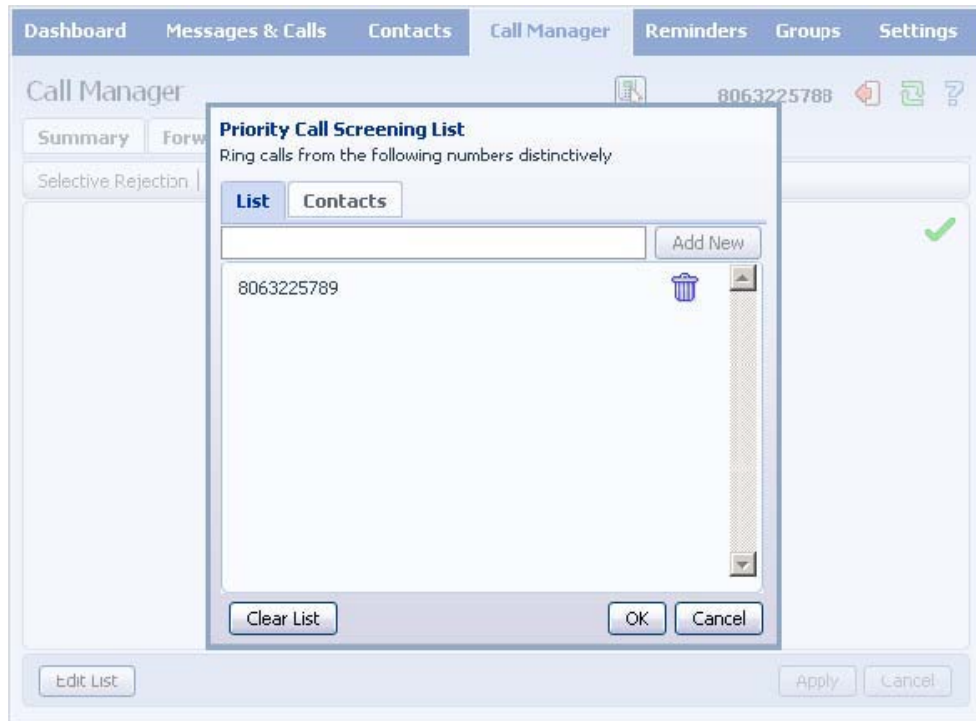 Dashboard Messages & Calls Contacts Call Manager Reminders Groups Settings
Call Manager 8063225788
Summary Forw
Selective Rejection |
Priority Call Screening List
Ring calls from the following numbers distinctively
List Contacts
Add New
8063225789
Clear List OK Cancel
Edit List Apply Cancel